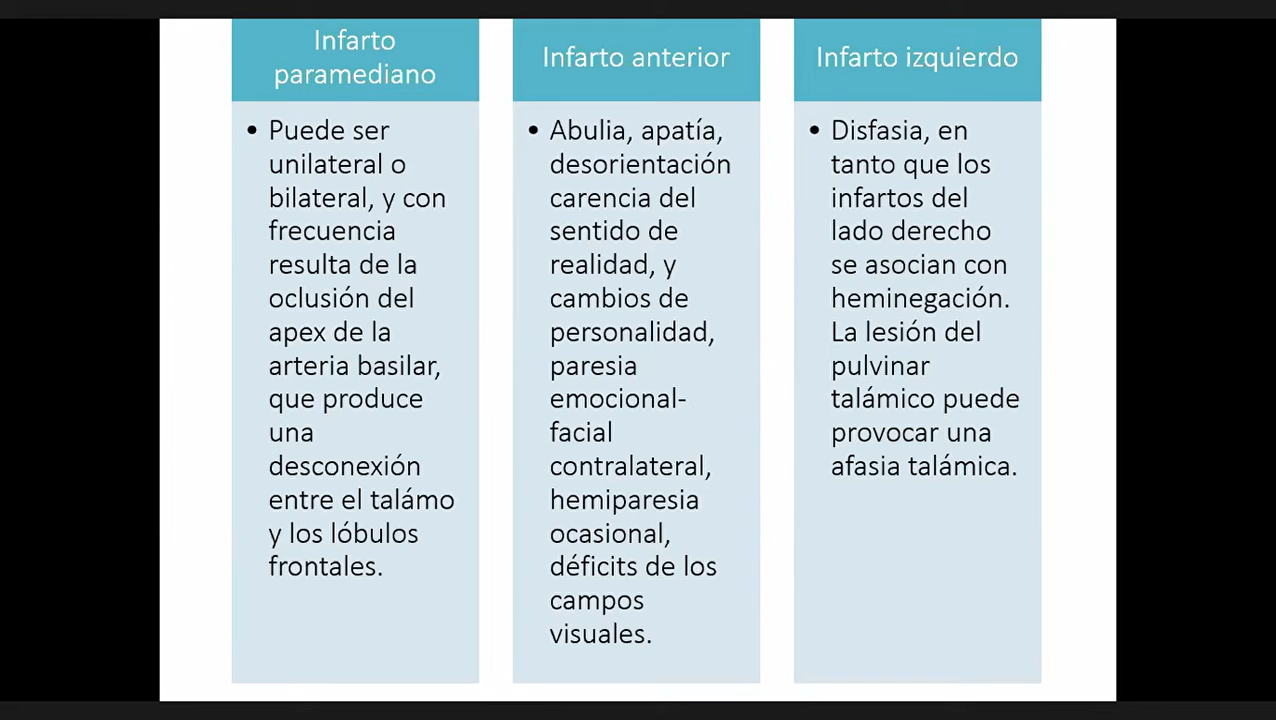 Infarto
paramediano
• Puede ser
unilateral o
bilateral, y con
frecuencia
resulta de la
oclusión del
apex de la
arteria basilar,
que produce
una
desconexión
entre el talámo
y los lóbulos
frontales.
Infarto anterior
• Abulia, apatía,
desorientación
carencia del
sentido de
realidad, y
cambios de
personalidad,
paresia
emocional-
facial
contralateral,
hemiparesia
ocasional,
déficits de los
campos
visuales.
Infarto izquierdo
• Disfasia, en
tanto que los
infartos del
lado derecho
se asocian con
heminegación.
La lesión del
pulvinar
talámico puede
provocar una
afasia talámica.